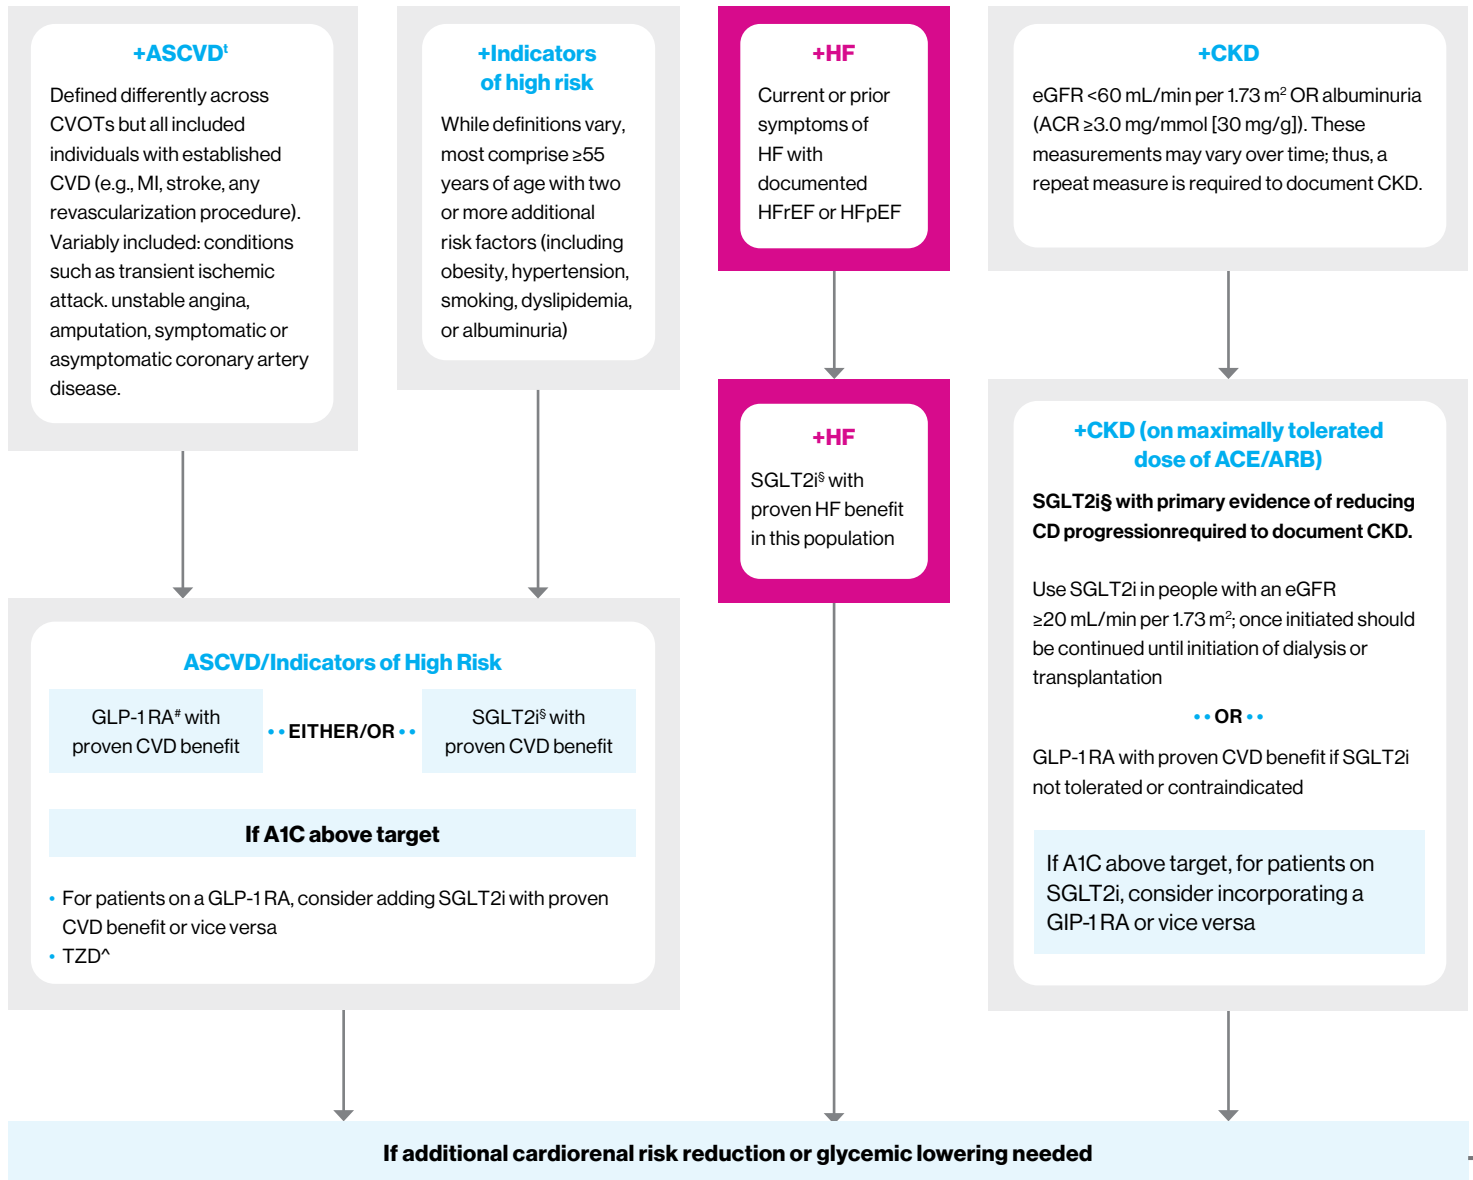 +ASCVDᵗ
Defined differently across
CVOTs but all included
individuals with established
CVD (e.g., MI, stroke, any
revascularization procedure).
Variably included: conditions
such as transient ischemic
attack. unstable angina,
amputation, symptomatic or
asymptomatic coronary artery
disease.
+Indicators
of high risk
While definitions vary,
most comprise ≥55
years of age with two
or more additional
risk factors (including
obesity, hypertension,
smoking, dyslipidemia,
or albuminuria)
+HF
Current or prior
symptoms of
HF with
documented
HFrEF or HFpEF
+CKD
eGFR <60 mL/min per 1.73 m² OR albuminuria
(ACR ≥3.0 mg/mmol [30 mg/g]). These
measurements may vary over time; thus, a
repeat measure is required to document CKD.
ASCVD/Indicators of High Risk
GLP-1 RA# with
proven CVD benefit
EITHER/OR
SGLT2i§ with
proven CVD benefit
If A1C above target
• For patients on a GLP-1 RA, consider adding SGLT2i with proven
CVD benefit or vice versa
• TZD^
+HF
SGLT2i§ with
proven HF benefit
in this population
+CKD (on maximally tolerated
dose of ACE/ARB)
SGLT2i§ with primary evidence of reducing
CD progressionrequired to document CKD.
Use SGLT2i in people with an eGFR
≥20 mL/min per 1.73 m²; once initiated should
be continued until initiation of dialysis or
transplantation
OR
GLP-1 RA with proven CVD benefit if SGLT2i
not tolerated or contraindicated
If A1C above target, for patients on
SGLT2i, consider incorporating a
GIP-1 RA or vice versa
If additional cardiorenal risk reduction or glycemic lowering needed